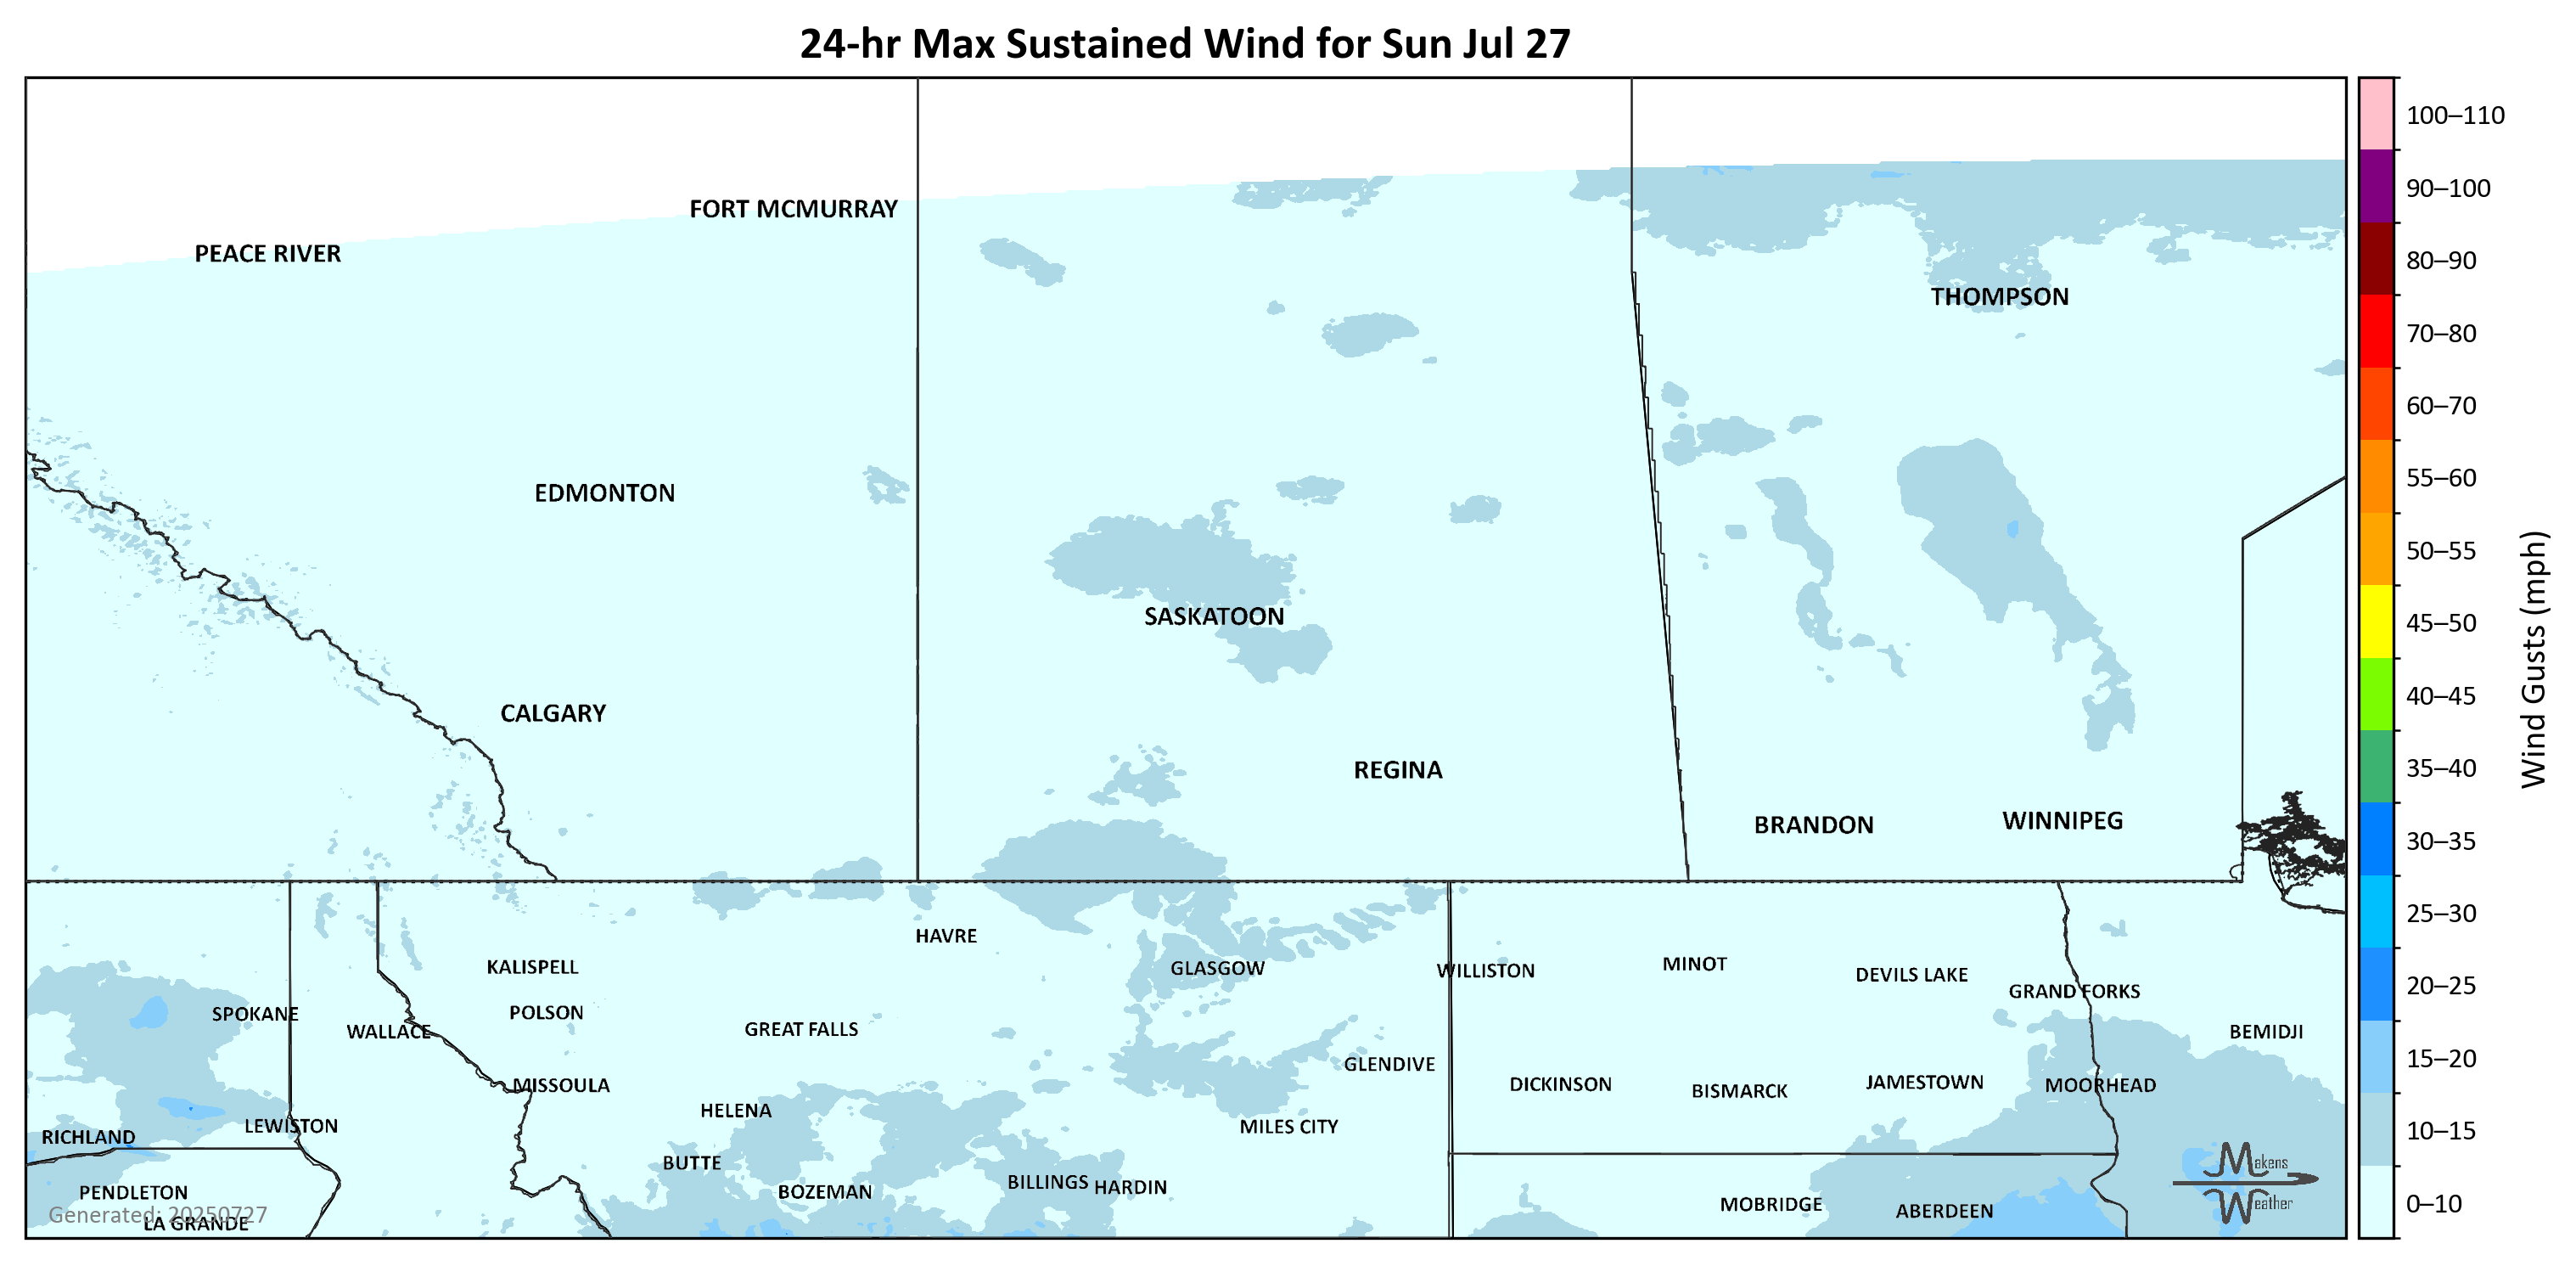 24-hr Max Sustained Wind for Sun Jul 27
FORT MCMURRAY
PEACE RIVER
THOMPSON
EDMONTON
SASKATOON
CALGARY
REGINA
BRANDON
WINNIPEG
HAVRE
KALISPELL
GLASGOW
WILLISTON
MINOT
DEVILS LAKE
GRAND FORKS
SPOKANE
POLSON
WALLACE
GREAT FALLS
BEMIDJI
GLENDIVE
MISSOULA
DICKINSON
BISMARCK
JAMESTOWN
MOORHEAD
HELENA
LEWISTON
MILES CITY
RICHLAND
BUTTE
BILLINGS
HARDIN
PENDLETON
BOZEMAN
MOBRIDGE
ABERDEEN
LA GRANDE
Generated: 20250727
Makens
Weather
100–110
90–100
80–90
70–80
60–70
55–60
50–55
45–50
40–45
35–40
30–35
25–30
20–25
15–20
10–15
0–10
Wind Gusts (mph)